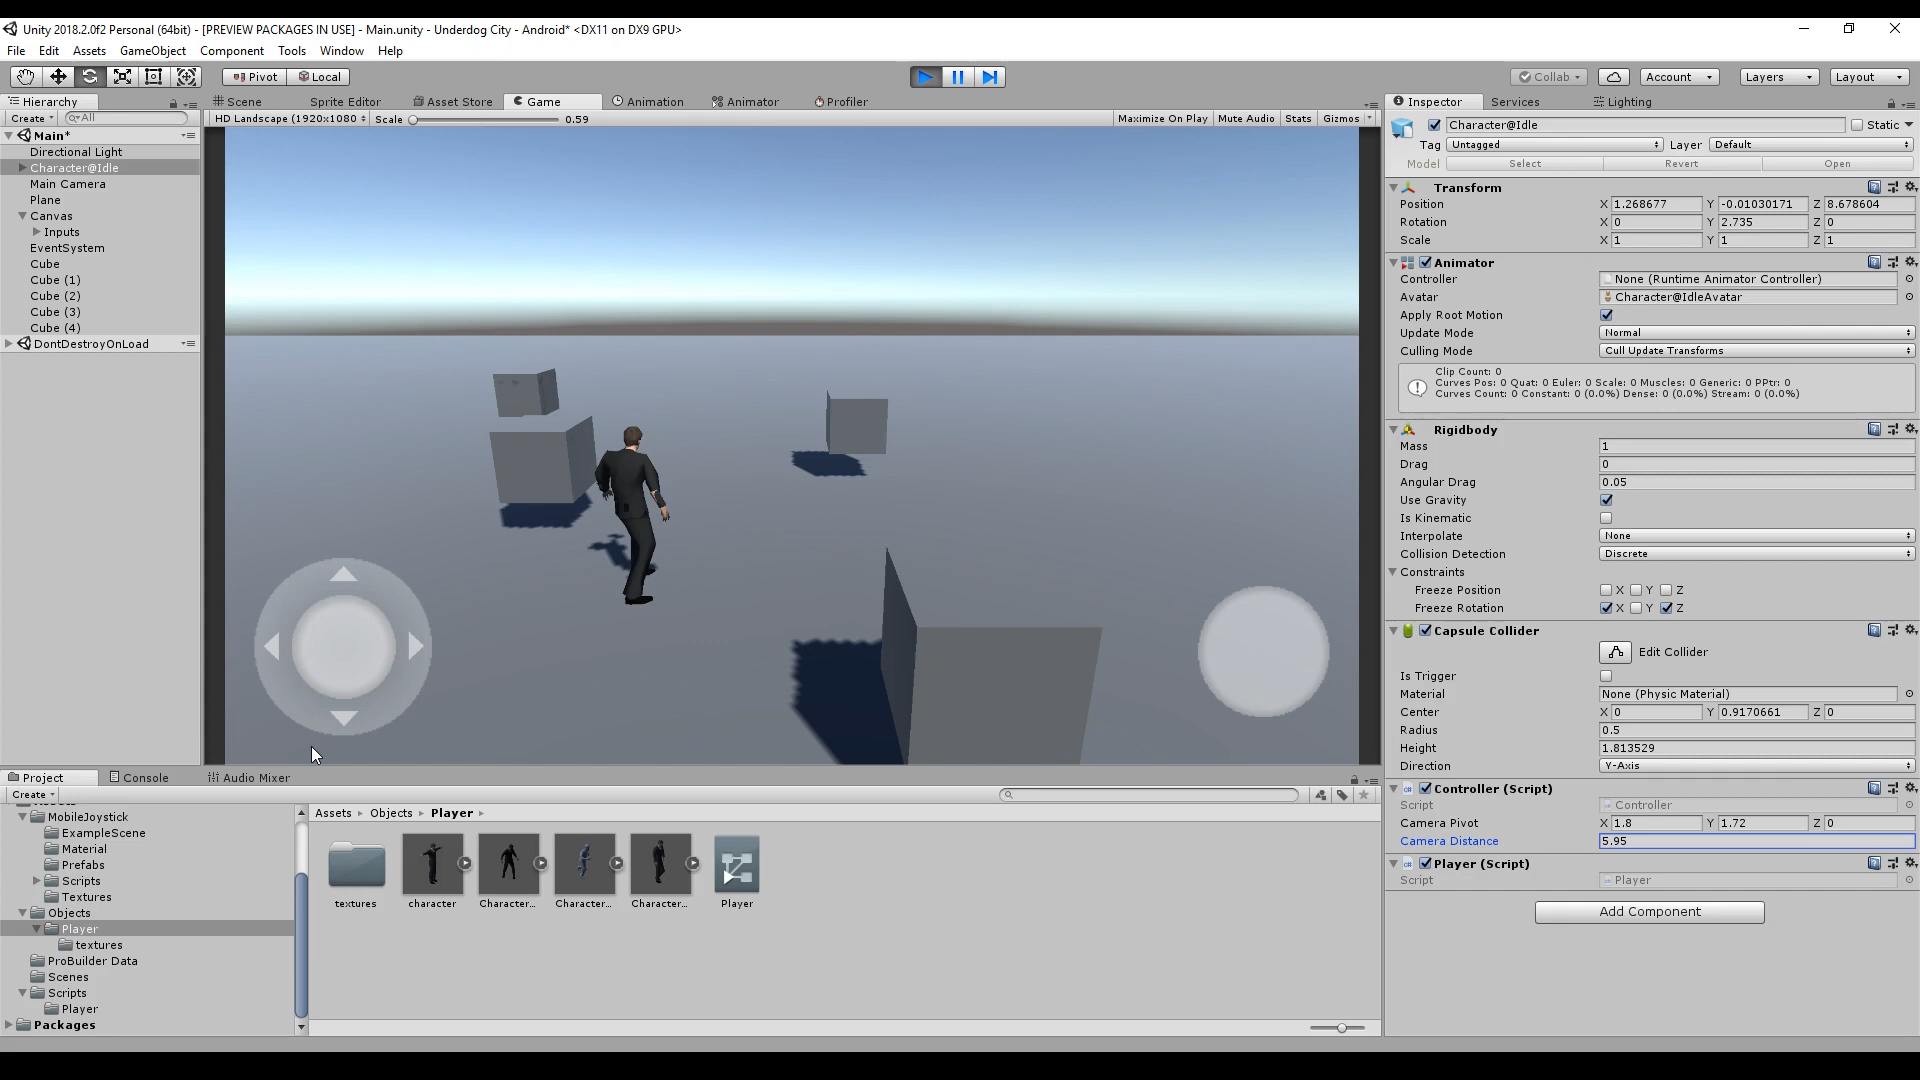 Unity 2018.2.0f2 Personal (64bit) - [PREVIEW PACKAGES IN USE] - Main.unity - Underdog City - Android* <DX11 on DX9 GPU>
File Edit Assets GameObject Component Tools Window Help
Pivot Local Collab Account Layers Layout
Hierarchy
Create All
Main*
Directional Light
Character@Idle
Main Camera
Plane
Canvas
Inputs
EventSystem
Cube
Cube (1)
Cube (2)
Cube (3)
Cube (4)
DontDestroyOnLoad
Scene Sprite Editor Asset Store Game Animation Animator Profiler
HD Landscape (1920x1080 Scale 0.59 Maximize On Play Mute Audio Stats Gizmos
Inspector Services Lighting
Character@Idle Static
Tag Untagged Layer Default
Model Select Revert Open
Transform
Position X 1.268677 Y -0.01030171 Z 8.678604
Rotation X 0 Y 2.735 Z 0
Scale X 1 Y 1 Z 1
Animator
Controller None (Runtime Animator Controller)
Avatar Character@IdleAvatar
Apply Root Motion
Update Mode Normal
Culling Mode Cull Update Transforms
Clip Count: 0
Curves Pos: 0 Quat: 0 Euler: 0 Scale: 0 Muscles: 0 Generic: 0 PPtr: 0
Curves Count: 0 Constant: 0 (0.0%) Dense: 0 (0.0%) Stream: 0 (0.0%)
Rigidbody
Mass 1
Drag 0
Angular Drag 0.05
Use Gravity
Is Kinematic
Interpolate None
Collision Detection Discrete
Constraints
Freeze Position X Y Z
Freeze Rotation X Y Z
Capsule Collider
Edit Collider
Is Trigger
Material None (Physic Material)
Center X 0 Y 0.9170661 Z 0
Radius 0.5
Height 1.813529
Direction Y-Axis
Controller (Script)
Script Controller
Camera Pivot X 1.8 Y 1.72 Z 0
Camera Distance 5.95
Player (Script)
Script Player
Add Component
Project Console Audio Mixer
Create
MobileJoystick
ExampleScene
Material
Prefabs
Scripts
Textures
Objects
Player
textures
ProBuilder Data
Scenes
Scripts
Player
Packages
Assets Objects Player
textures character Character... Character... Character... Player